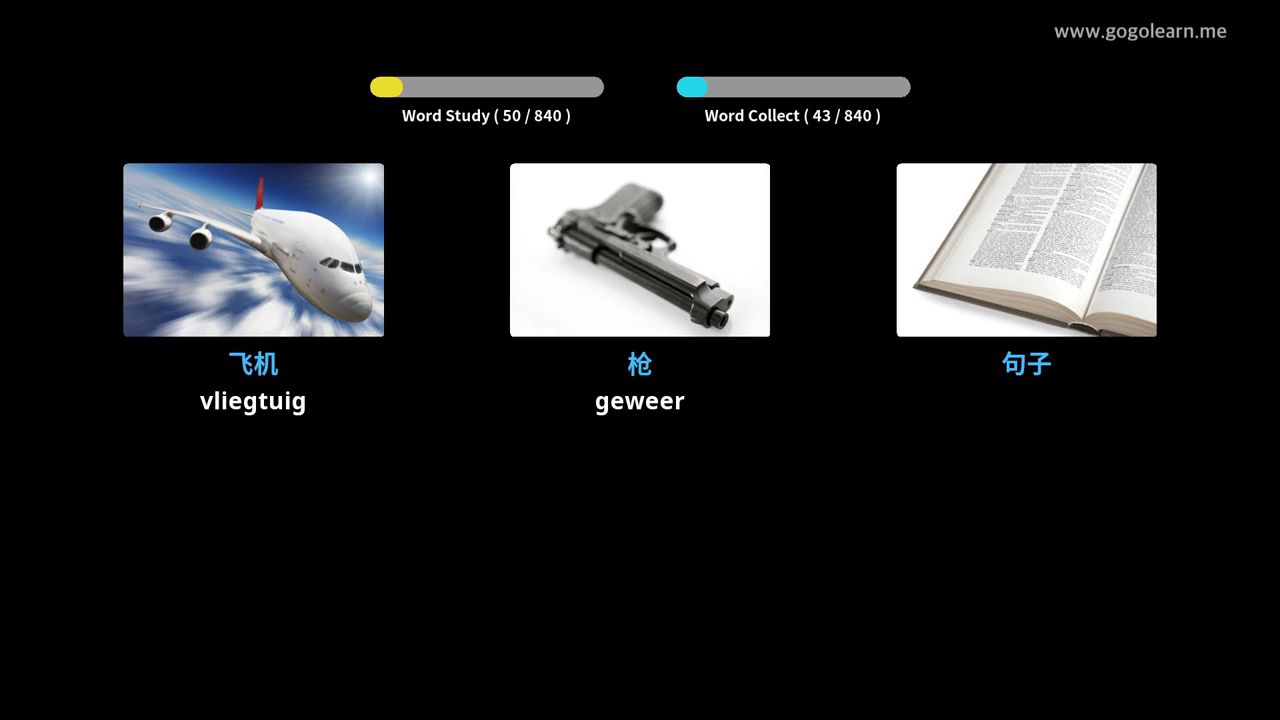 www.gogolearn.me
Word Study ( 50 / 840 )
Word Collect ( 43 / 840 )
飞机
枪
句子
vliegtuig
geweer